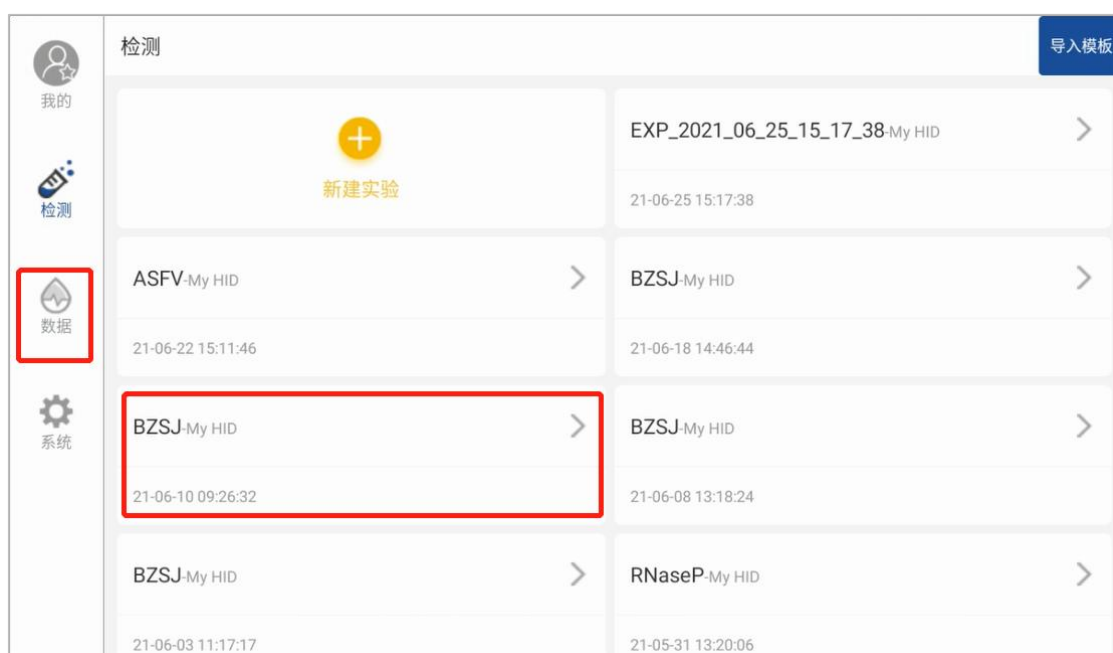 检测
导入模板
我的
检测
数据
系统
新建实验
EXP_2021_06_25_15_17_38-My HID
21-06-25 15:17:38
ASFV-My HID
21-06-22 15:11:46
BZSJ-My HID
21-06-18 14:46:44
BZSJ-My HID
21-06-10 09:26:32
BZSJ-My HID
21-06-08 13:18:24
BZSJ-My HID
21-06-03 11:17:17
RNaseP-My HID
21-05-31 13:20:06